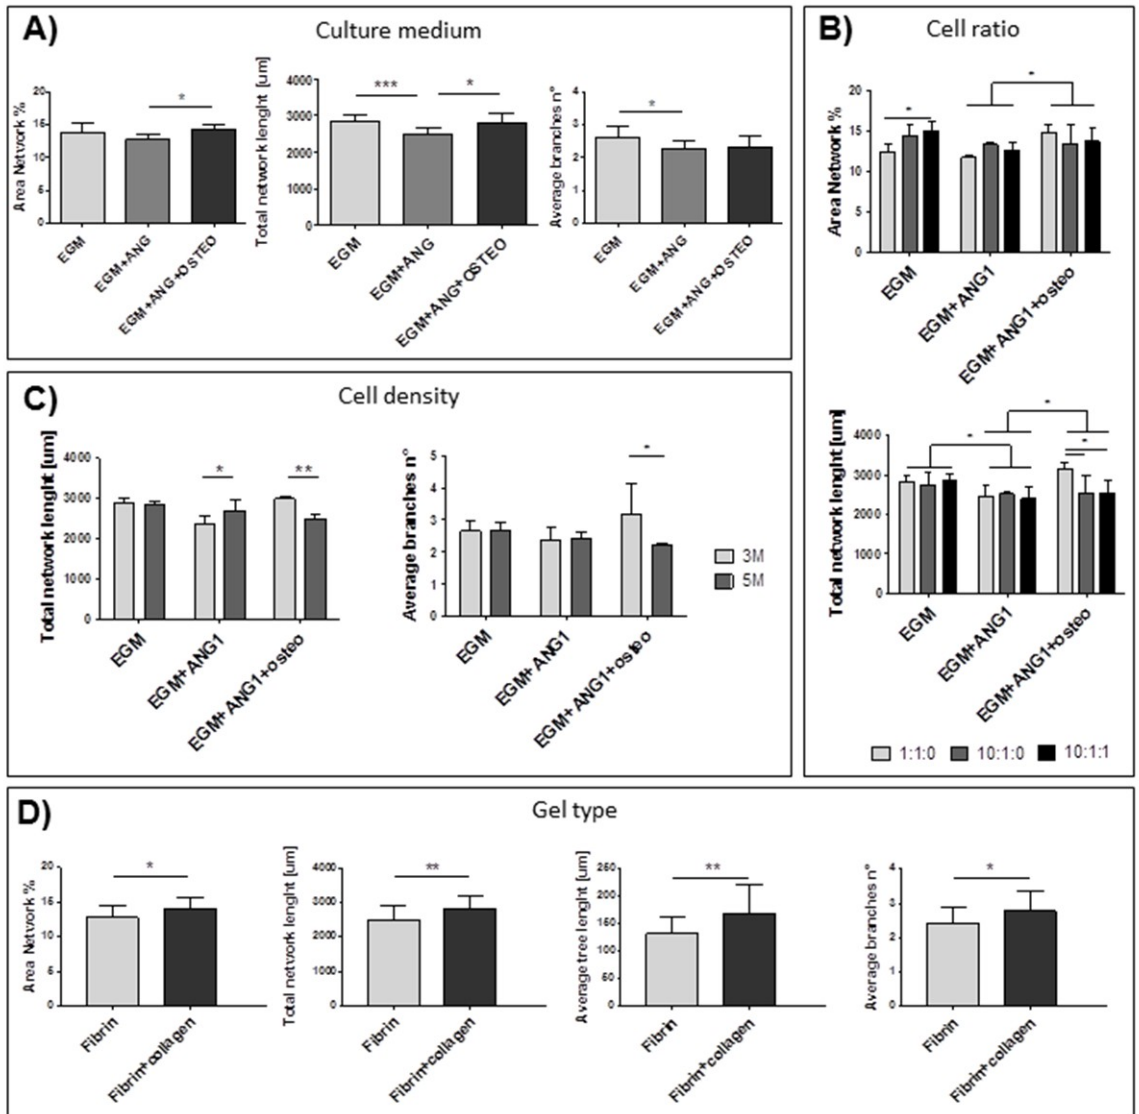 A)
Culture medium
Area Network %
20
15
10
5
0
*
EGM
EGM+ANG
EGM+ANG+OSTEO
Total network lenght [um]
4000
3000
2000
1000
0
***
*
EGM
EGM+ANG
EGM+ANG+OSTEO
Average branches n°
4
3
2
1
0
*
EGM
EGM+ANG
EGM+ANG+OSTEO
B)
Cell ratio
Area Network %
20
15
10
5
0
*
*
EGM
EGM+ANG1
EGM+ANG1+osteo
Total network lenght [um]
4000
3000
2000
1000
0
*
*
*
EGM
EGM+ANG1
EGM+ANG1+osteo
1:1:0
10:1:0
10:1:1
C)
Cell density
Total network lenght [um]
4000
3000
2000
1000
0
*
**
EGM
EGM+ANG1
EGM+ANG1+osteo
Average branches n°
5
4
3
2
1
0
*
EGM
EGM+ANG1
EGM+ANG1+osteo
3M
5M
D)
Gel type
Area Network %
20
15
10
5
0
*
Fibrin
Fibrin+collagen
Total network lenght [um]
4000
3000
2000
1000
0
**
Fibrin
Fibrin+collagen
Average tree lenght [um]
250
200
150
100
50
0
**
Fibrin
Fibrin+collagen
Average branches n°
4
3
2
1
0
*
Fibrin
Fibrin+collagen